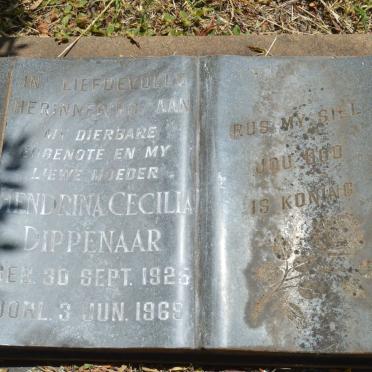 IN LIEFDEVOLLE
HERINNERING AAN
MY DIERBARE
EGGENOTE EN MY
LIEWE MOEDER
HENDRINA CECILIA
DIPPENAAR
GEB. 30 SEPT. 1925
OORL. 3 JUN. 1969
RUS MY SIEL
JOU GOD
IS KONING